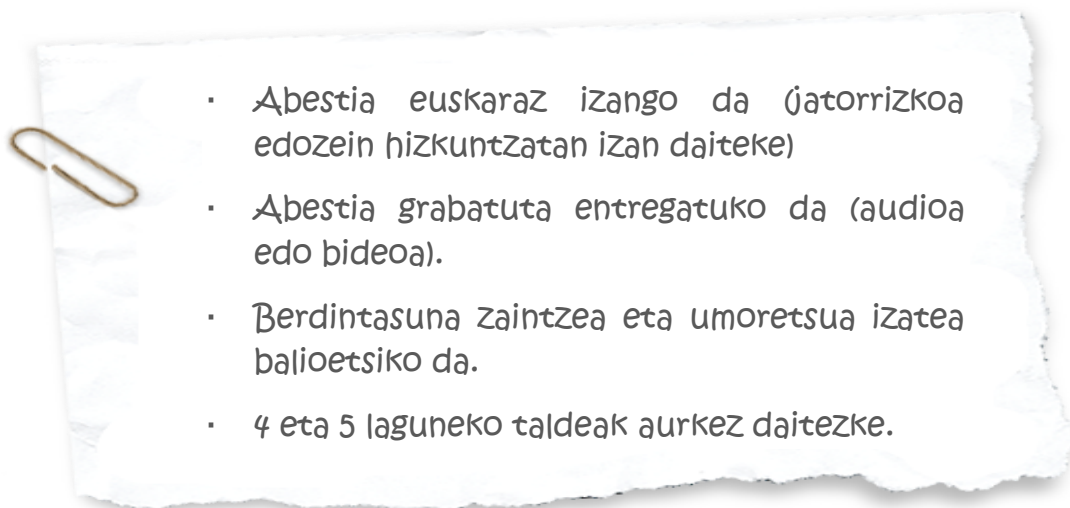 · Abestia euskaraz izango da (jatorrizkoa
edozein hizkuntzatan izan daiteke)
· Abestia grabatuta entregatuko da (audioa
edo bideoa).
· Berdintasuna zaintzea eta umoretsua izatea
balioetsiko da.
· 4 eta 5 laguneko taldeak aurkez daitezke.